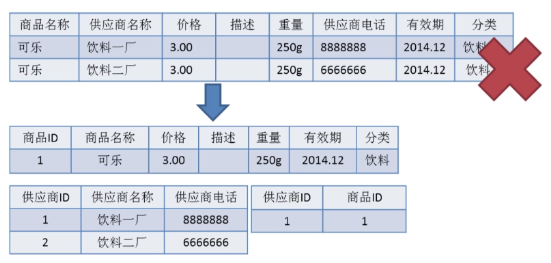 商品名称 供应商名称 价格 描述 重量 供应商电话 有效期 分类
可乐 饮料一厂 3.00 250g 8888888 2014.12 饮料
可乐 饮料二厂 3.00 250g 6666666 2014.12 饮料
商品ID 商品名称 价格 描述 重量 有效期 分类
1 可乐 3.00 250g 2014.12 饮料
供应商ID 供应商名称 供应商电话 供应商ID 商品ID
1 饮料一厂 8888888 1 1
2 饮料二厂 6666666